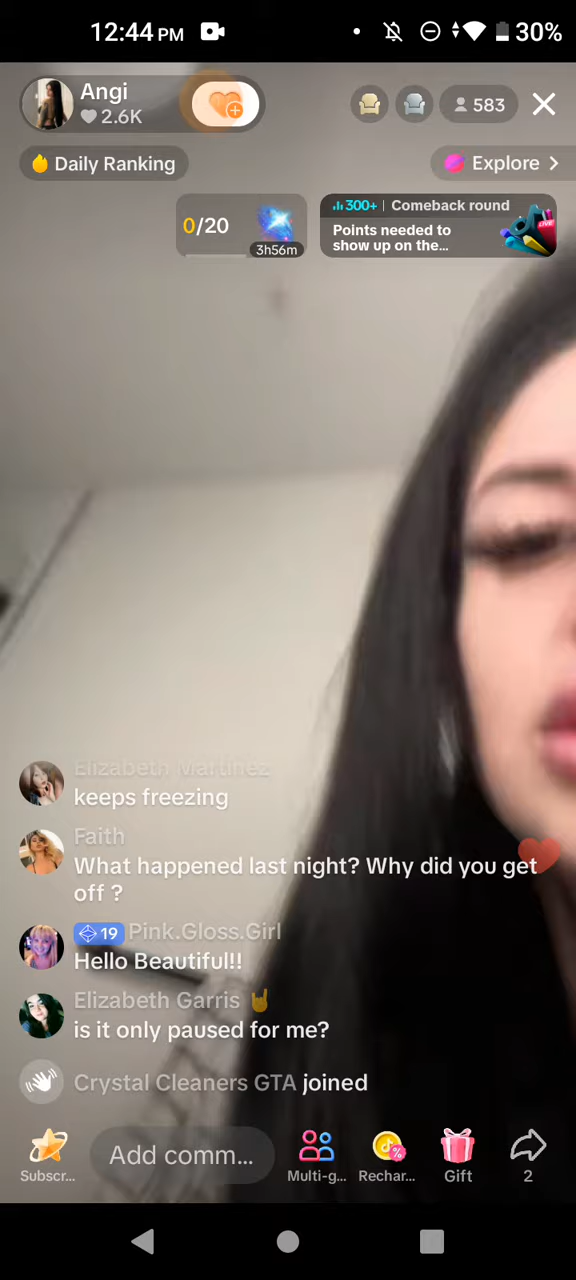 12:44 PM
30%
Angi
2.6K
583
Daily Ranking
Explore >
0/20
3h56m
300+ | Comeback round
Points needed to
show up on the...
LIVE
Elizabeth Martinez
keeps freezing
Faith
What happened last night? Why did you get
off ?
19 Pink.Gloss.Girl
Hello Beautiful!!
Elizabeth Garris 🤘
is it only paused for me?
Crystal Cleaners GTA joined
Add comm...
Subscr...
Multi-g...
Rechar...
Gift
2